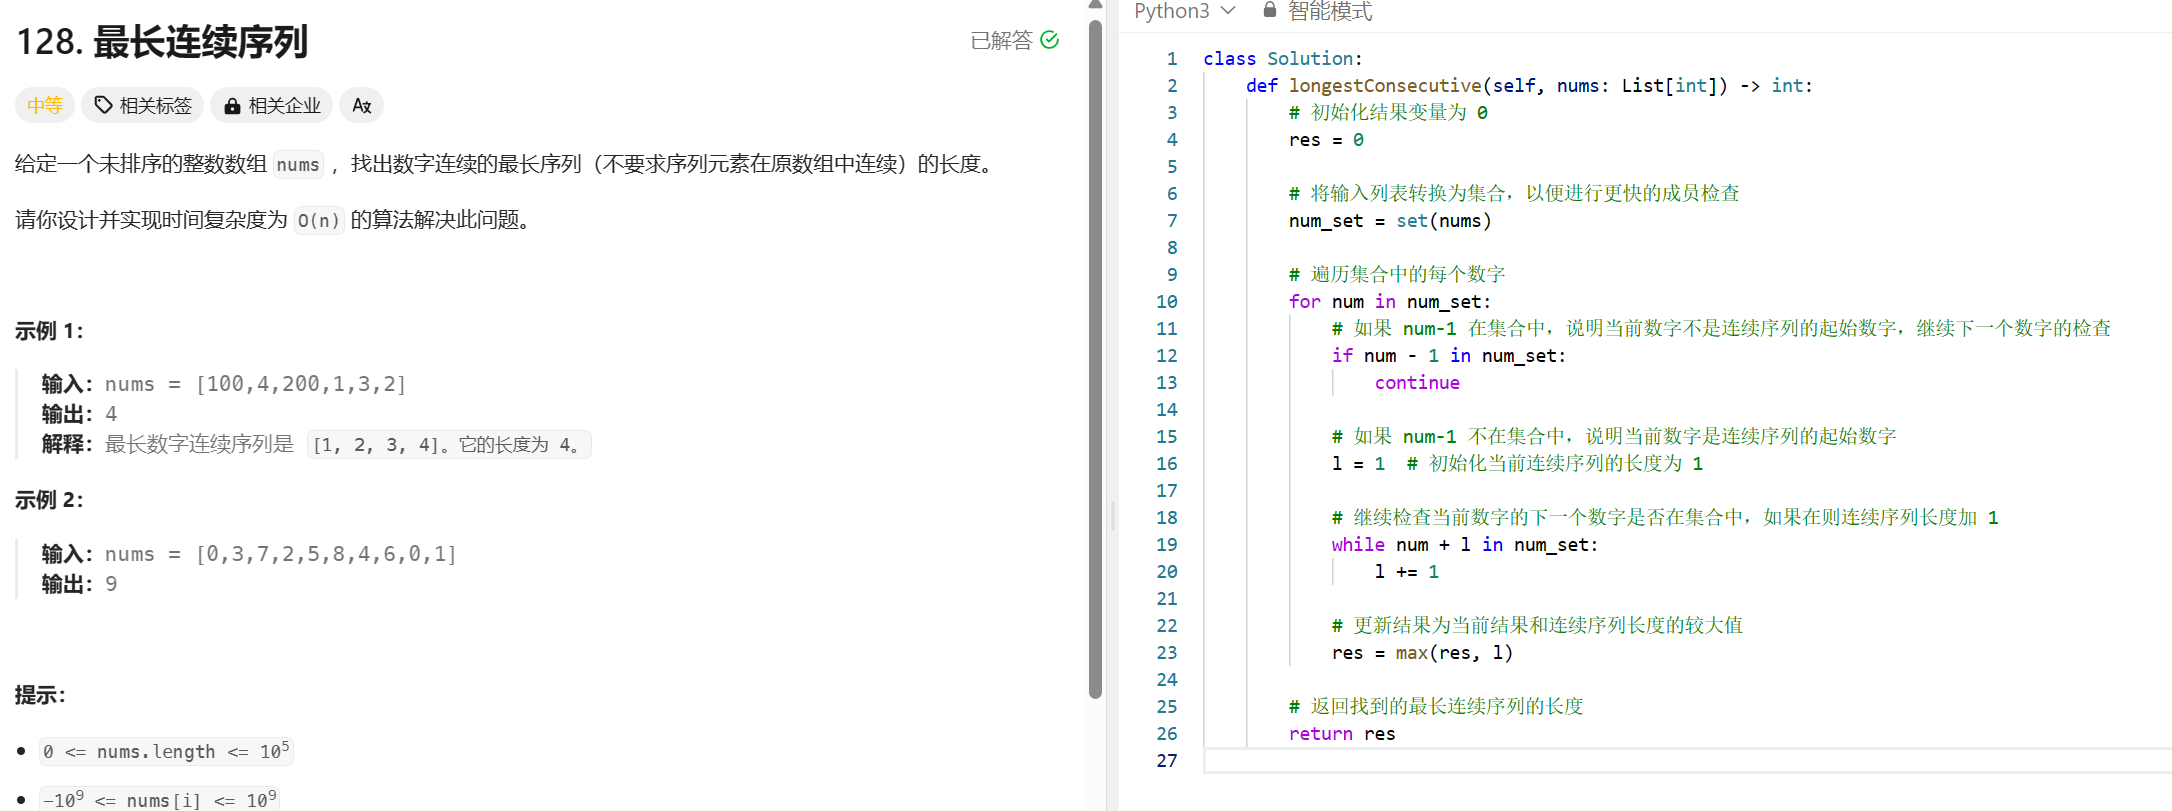 128. 最长连续序列
已解答
中等 相关标签 相关企业
给定一个未排序的整数数组 nums ，找出数字连续的最长序列（不要求序列元素在原数组中连续）的长度。
请你设计并实现时间复杂度为 O(n) 的算法解决此问题。
示例 1：
输入：nums = [100,4,200,1,3,2]
输出：4
解释：最长数字连续序列是 [1, 2, 3, 4]。它的长度为 4。
示例 2：
输入：nums = [0,3,7,2,5,8,4,6,0,1]
输出：9
提示：
0 <= nums.length <= 10⁵
-10⁹ <= nums[i] <= 10⁹
Python3 智能模式
1 class Solution:
2     def longestConsecutive(self, nums: List[int]) -> int:
3         # 初始化结果变量为 0
4         res = 0
5
6         # 将输入列表转换为集合，以便进行更快的成员检查
7         num_set = set(nums)
8
9         # 遍历集合中的每个数字
10         for num in num_set:
11             # 如果 num-1 在集合中，说明当前数字不是连续序列的起始数字，继续下一个数字的检查
12             if num - 1 in num_set:
13                 continue
14
15             # 如果 num-1 不在集合中，说明当前数字是连续序列的起始数字
16             l = 1  # 初始化当前连续序列的长度为 1
17
18             # 继续检查当前数字的下一个数字是否在集合中，如果在则连续序列长度加 1
19             while num + l in num_set:
20                 l += 1
21
22             # 更新结果为当前结果和连续序列长度的较大值
23             res = max(res, l)
24
25         # 返回找到的最长连续序列的长度
26         return res
27